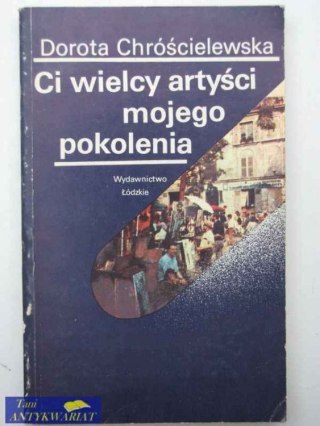 Dorota Chróścielewska
Ci wielcy artyści
mojego
pokolenia
Wydawnictwo
Łódzkie
Tani
ANTYKWARIAT